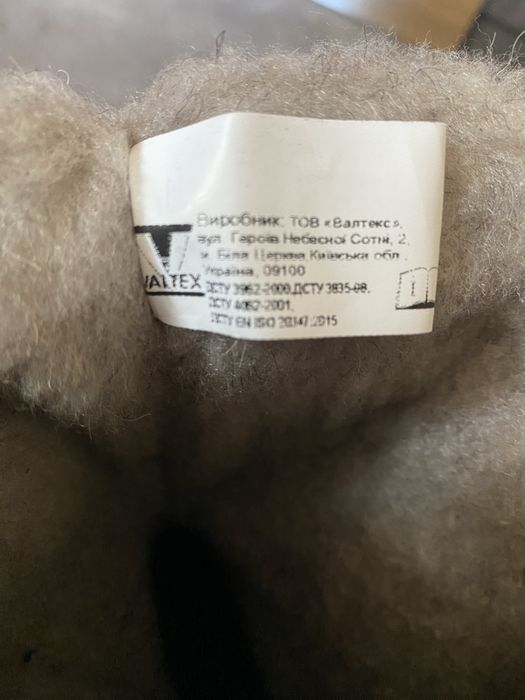 Виробник: ТОВ «Валтекс»,
вул. Героїв Небесної Сотні, 2,
м. Біла Церква Київська обл.,
Україна, 09100
VALTEX
ДСТУ 3962-2000,ДСТУ 3835-98,
ДСТУ 4082-2001,
ДСТУ EN ISO 20347:2015